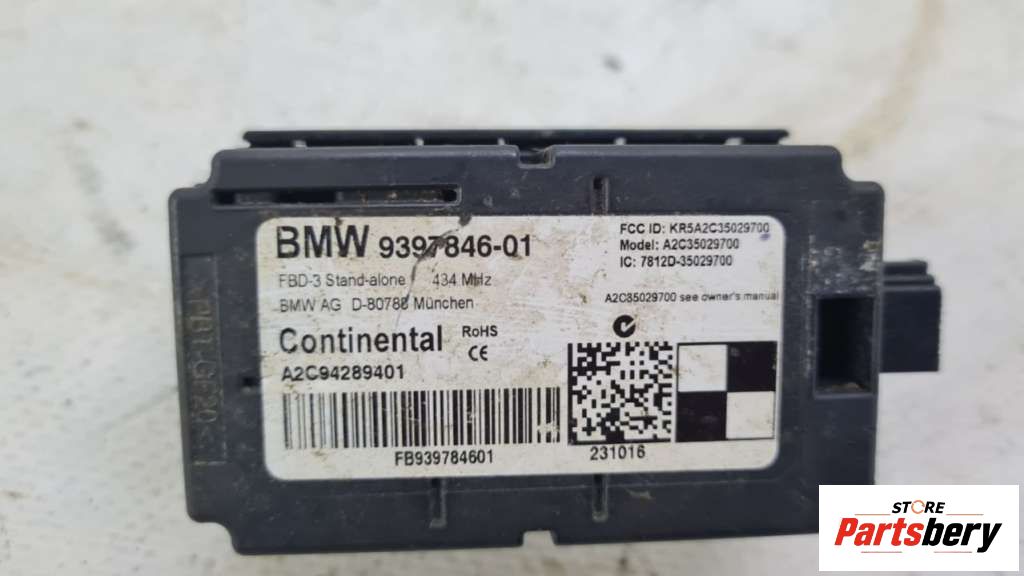 BMW 9397846-01
FBD-3 Stand-alone 434 MHz
BMW AG D-80788 München
Continental RoHS
CE
A2C94289401
FB939784601
FCC ID: KR5A2C35029700
Model: A2C35029700
IC: 7812D-35029700
A2C35029700 see owner's manual
231016
STORE
Partsbery